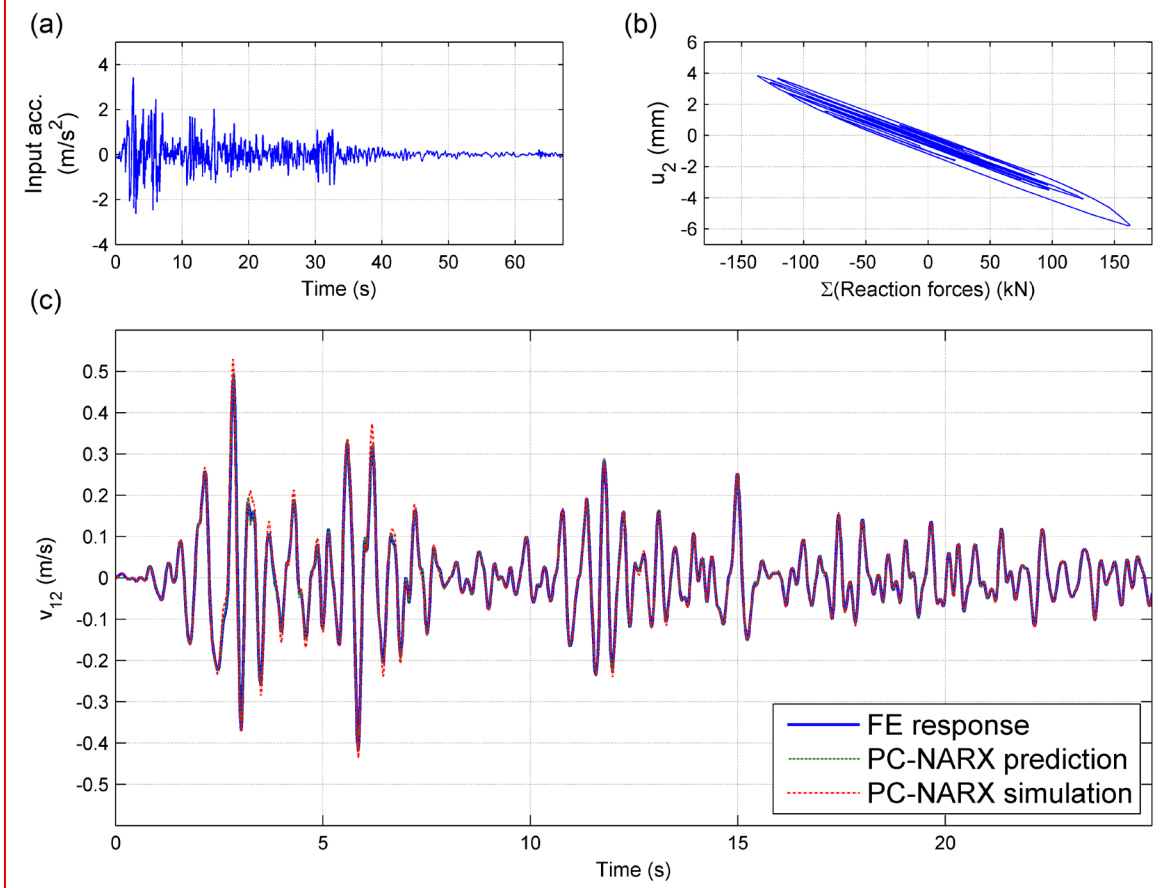 (a)
Input acc.
(m/s²)
4
2
0
-2
-4
0 10 20 30 40 50 60
Time (s)
(b)
u₂ (mm)
6
4
2
0
-2
-4
-6
-150 -100 -50 0 50 100 150
Σ(Reaction forces) (kN)
(c)
v₁₂ (m/s)
0.5
0.4
0.3
0.2
0.1
0
-0.1
-0.2
-0.3
-0.4
-0.5
FE response
PC-NARX prediction
PC-NARX simulation
0 5 10 15 20
Time (s)